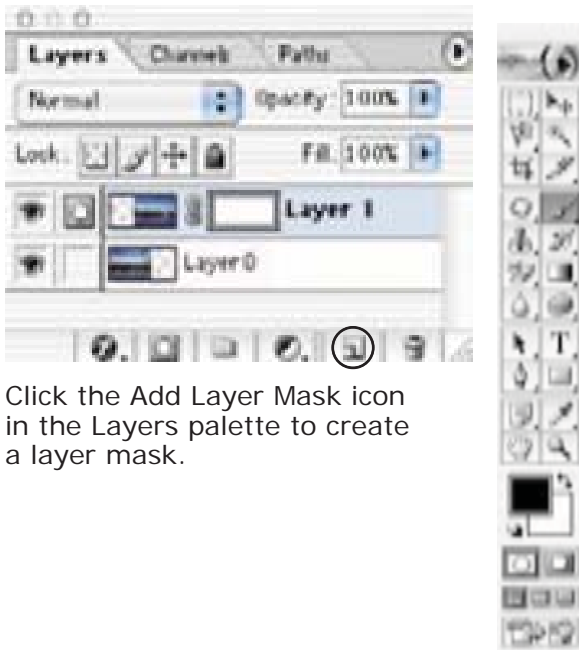 Layers Channels Paths
Normal Opacity: 100%
Lock: Fill: 100%
Layer 1
Layer 0
T
Click the Add Layer Mask icon
in the Layers palette to create
a layer mask.